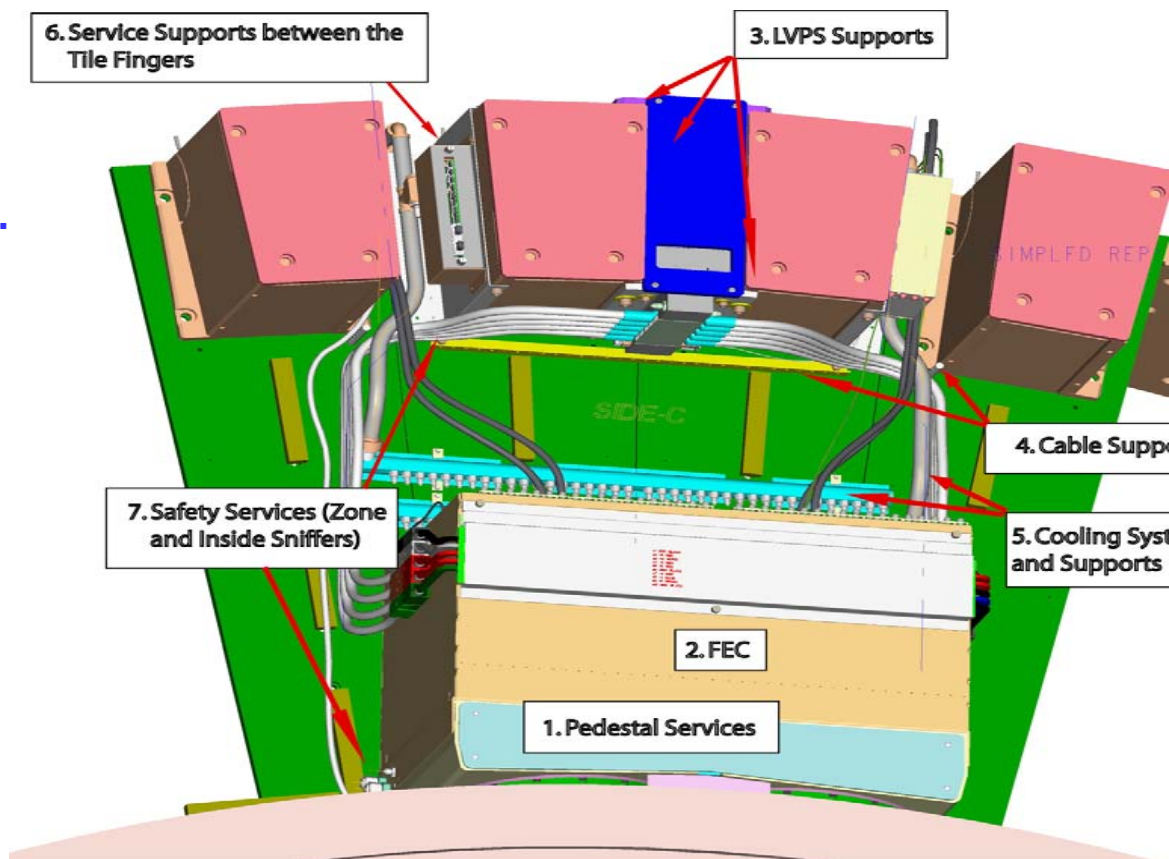 6. Service Supports between the
Tile Fingers
3. LVPS Supports
SIMPLFD REP
SIDE-C
4. Cable Suppo
7. Safety Services (Zone
and Inside Sniffers)
5. Cooling Syst
and Supports
2. FEC
1. Pedestal Services